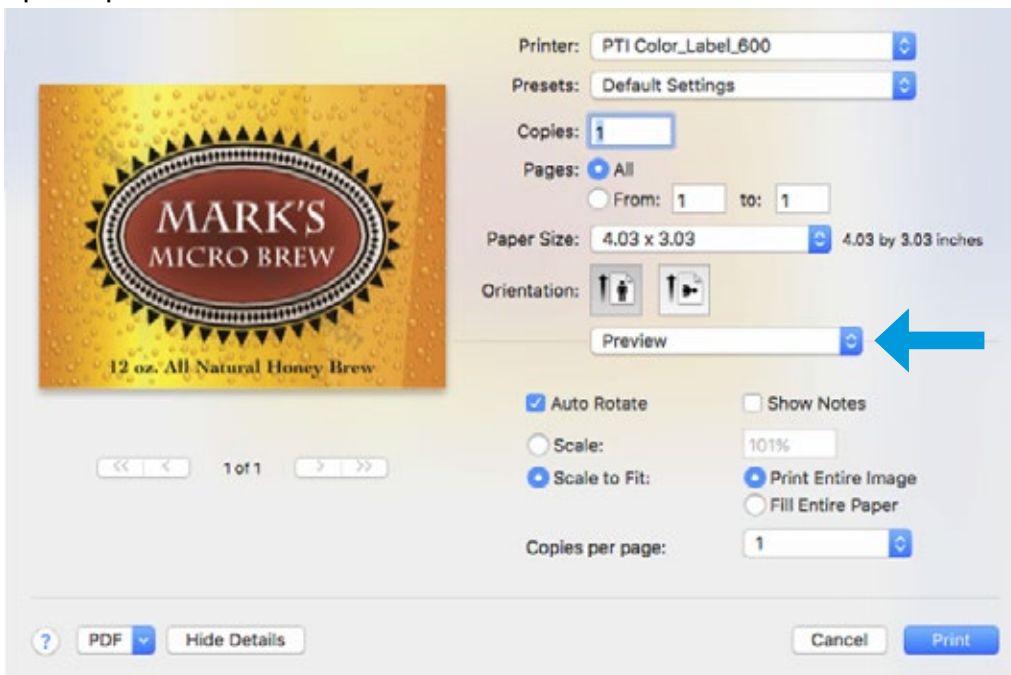 Printer: PTI Color_Label_600
Presets: Default Settings
Copies: 1
Pages: All
From: 1 to: 1
Paper Size: 4.03 x 3.03 4.03 by 3.03 inches
Orientation:
Preview
MARK'S
MICRO BREW
12 oz. All Natural Honey Brew
Auto Rotate Show Notes
Scale: 101%
Scale to Fit: Print Entire Image
Fill Entire Paper
Copies per page: 1
<< < 1 of 1 > >>
? PDF Hide Details Cancel Print